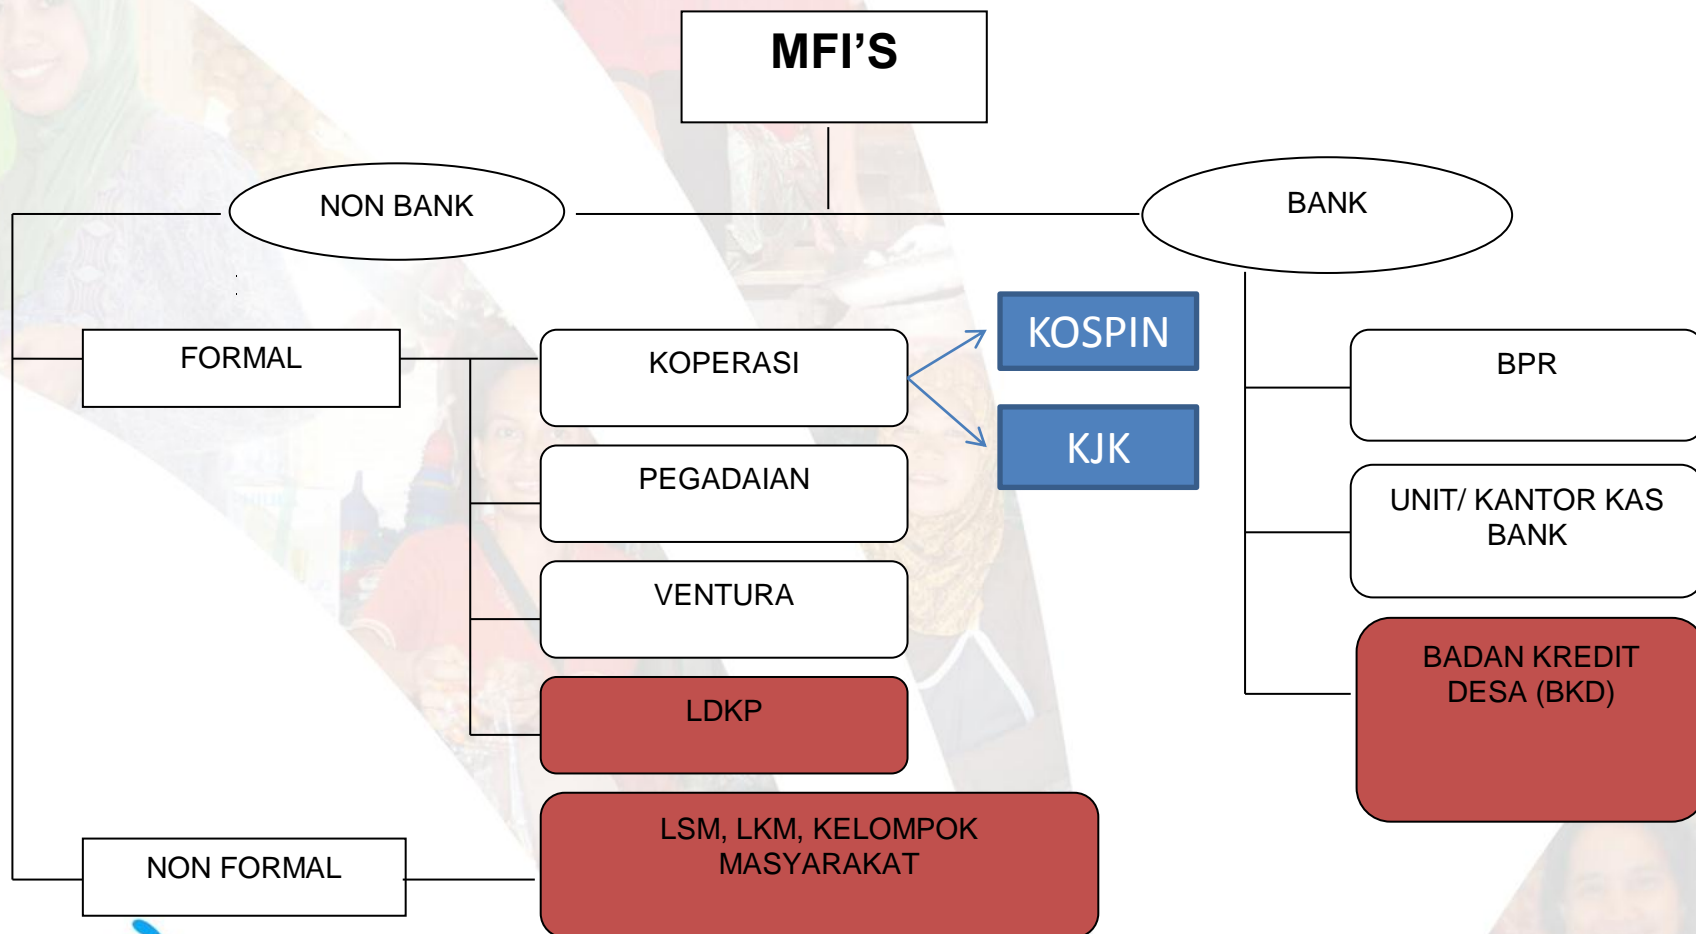 MFI'S
NON BANK
BANK
FORMAL
KOPERASI
KOSPIN
KJK
BPR
PEGADAIAN
UNIT/ KANTOR KAS
BANK
VENTURA
BADAN KREDIT
DESA (BKD)
LDKP
NON FORMAL
LSM, LKM, KELOMPOK
MASYARAKAT